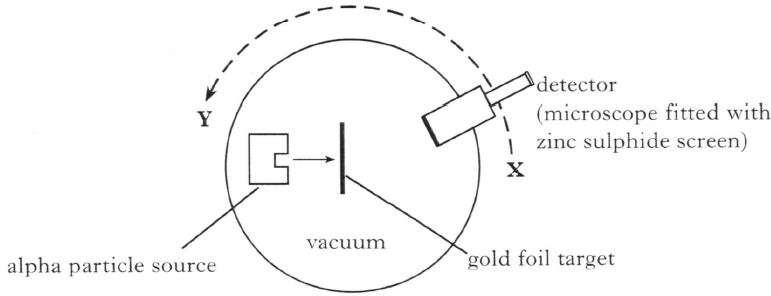 detector
(microscope fitted with
zinc sulphide screen)
Y
X
vacuum
gold foil target
alpha particle source